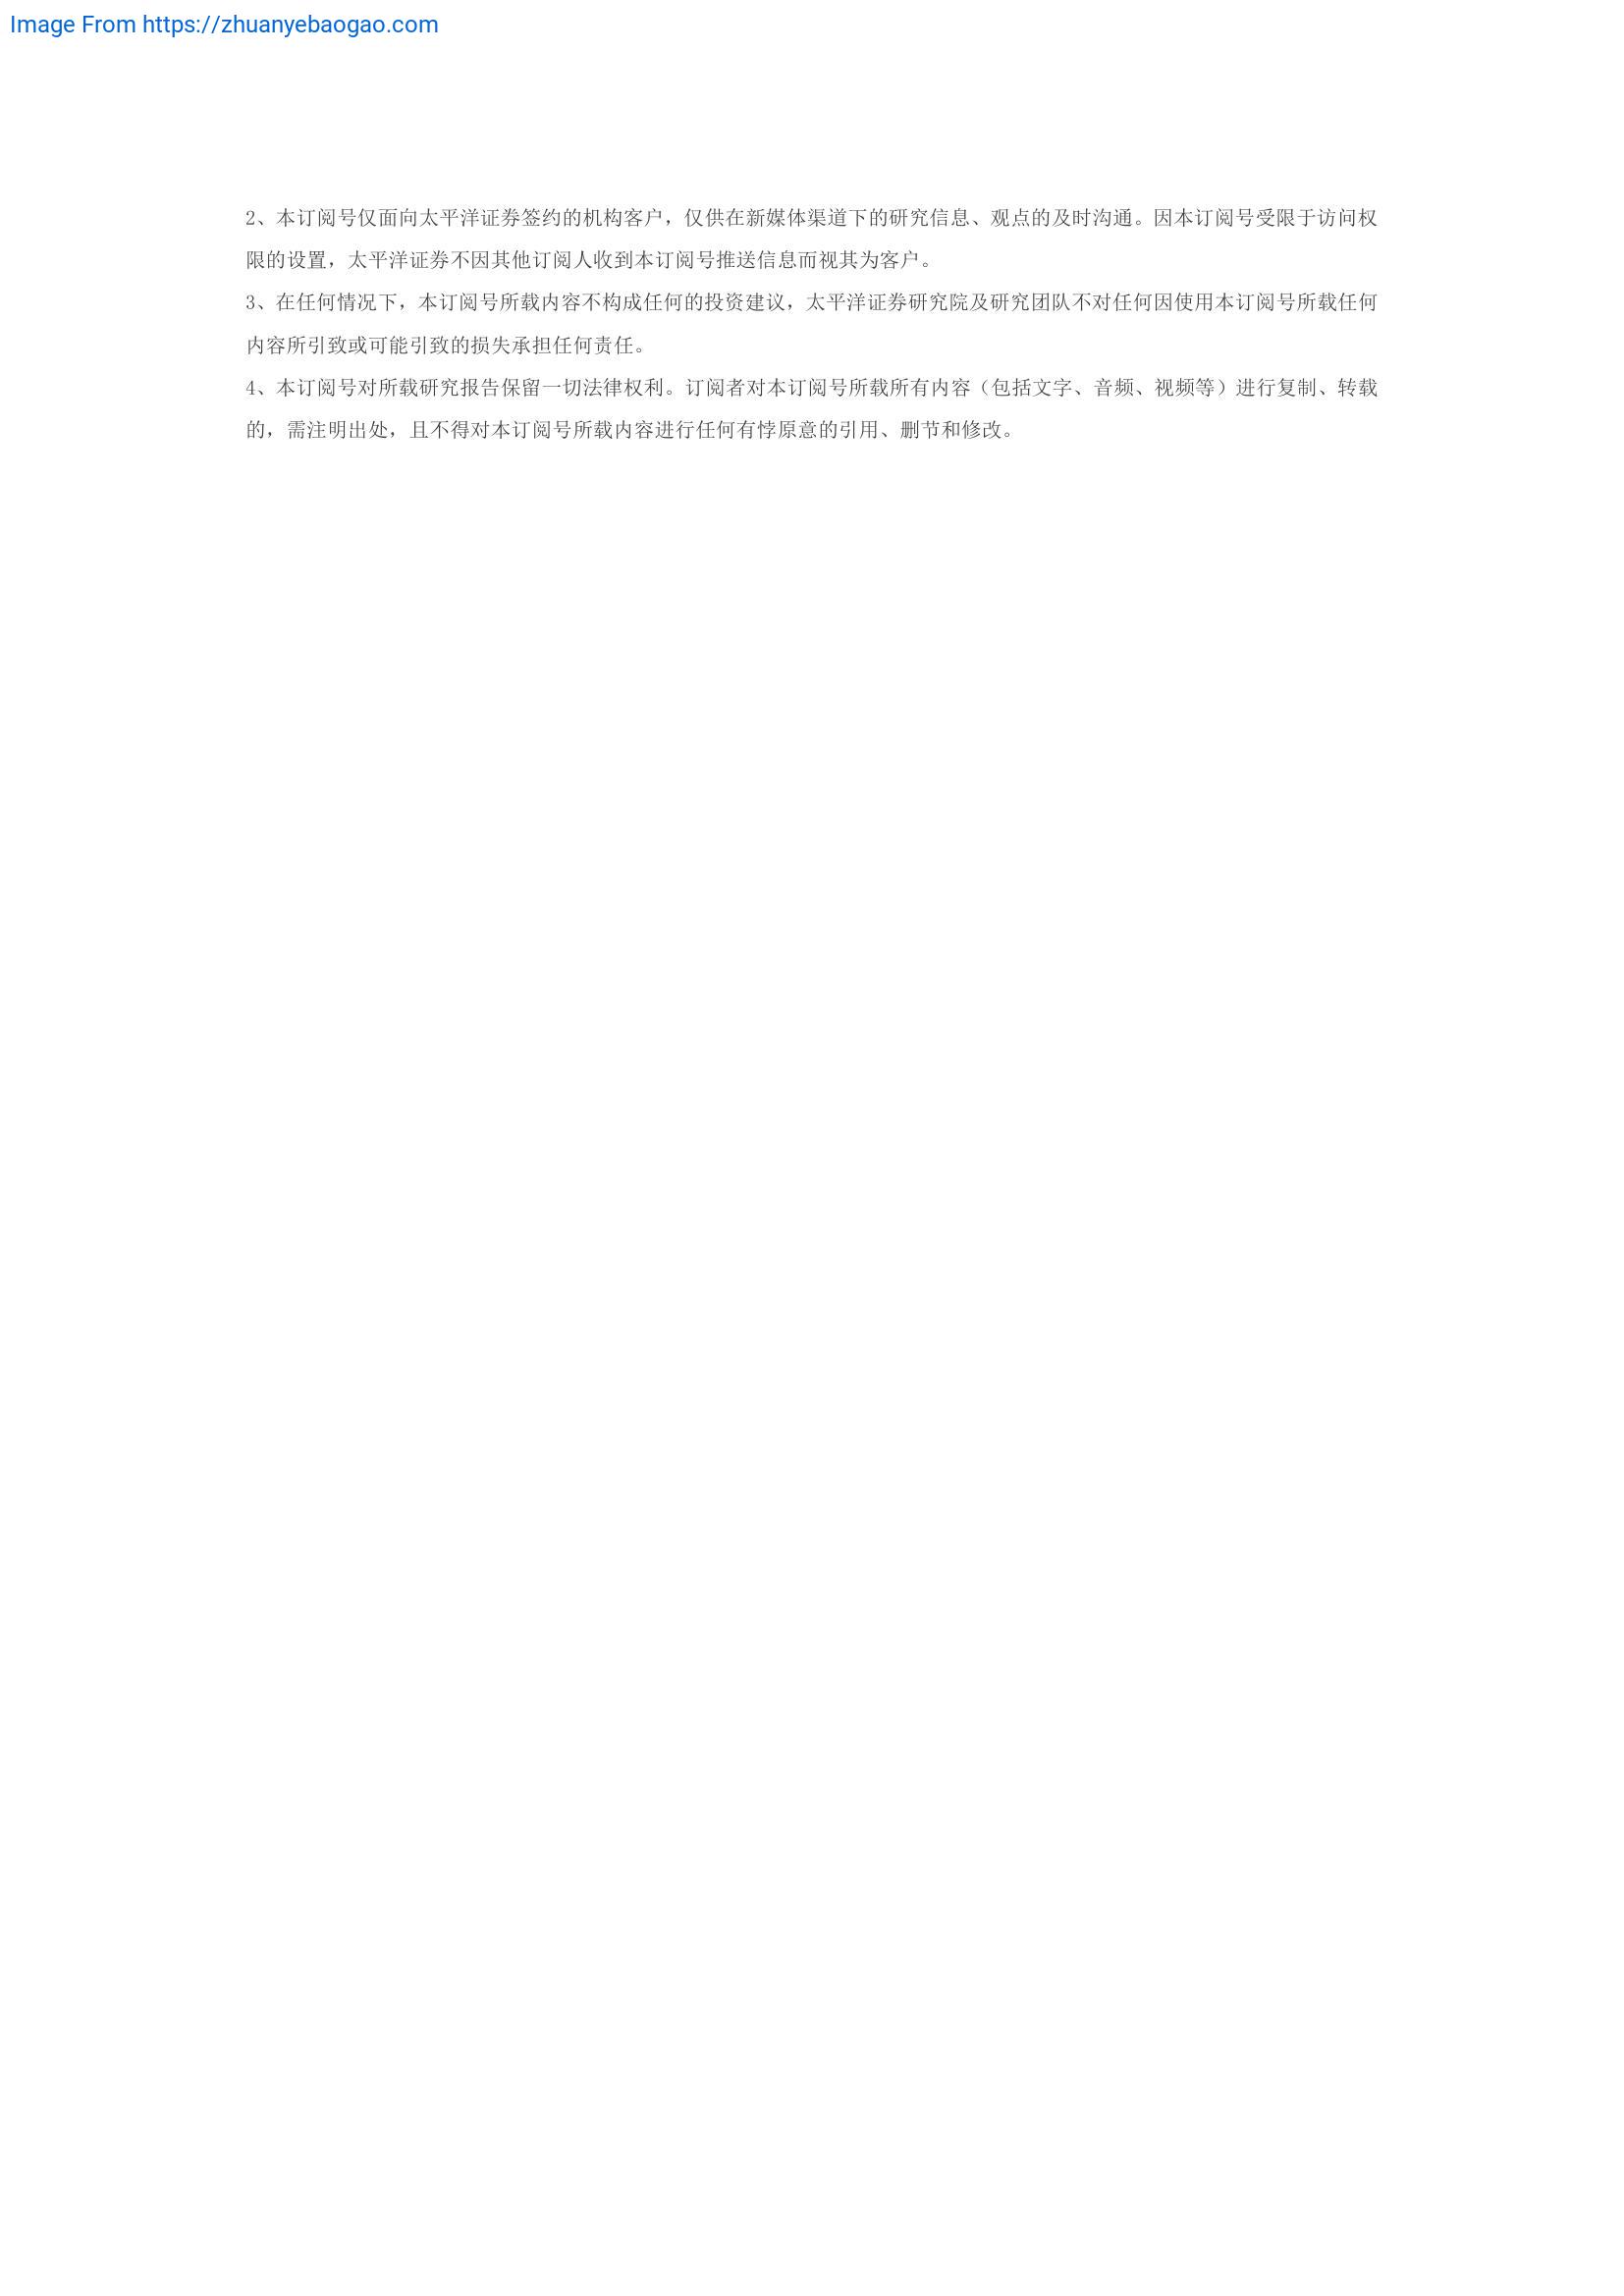 Image From https://zhuanyebaogao.com
2、本订阅号仅面向太平洋证券签约的机构客户，仅供在新媒体渠道下的研究信息、观点的及时沟通。因本订阅号受限于访问权
限的设置，太平洋证券不因其他订阅人收到本订阅号推送信息而视其为客户。
3、在任何情况下，本订阅号所载内容不构成任何的投资建议，太平洋证券研究院及研究团队不对任何因使用本订阅号所载任何
内容所引致或可能引致的损失承担任何责任。
4、本订阅号对所载研究报告保留一切法律权利。订阅者对本订阅号所载所有内容（包括文字、音频、视频等）进行复制、转载
的，需注明出处，且不得对本订阅号所载内容进行任何有悖原意的引用、删节和修改。